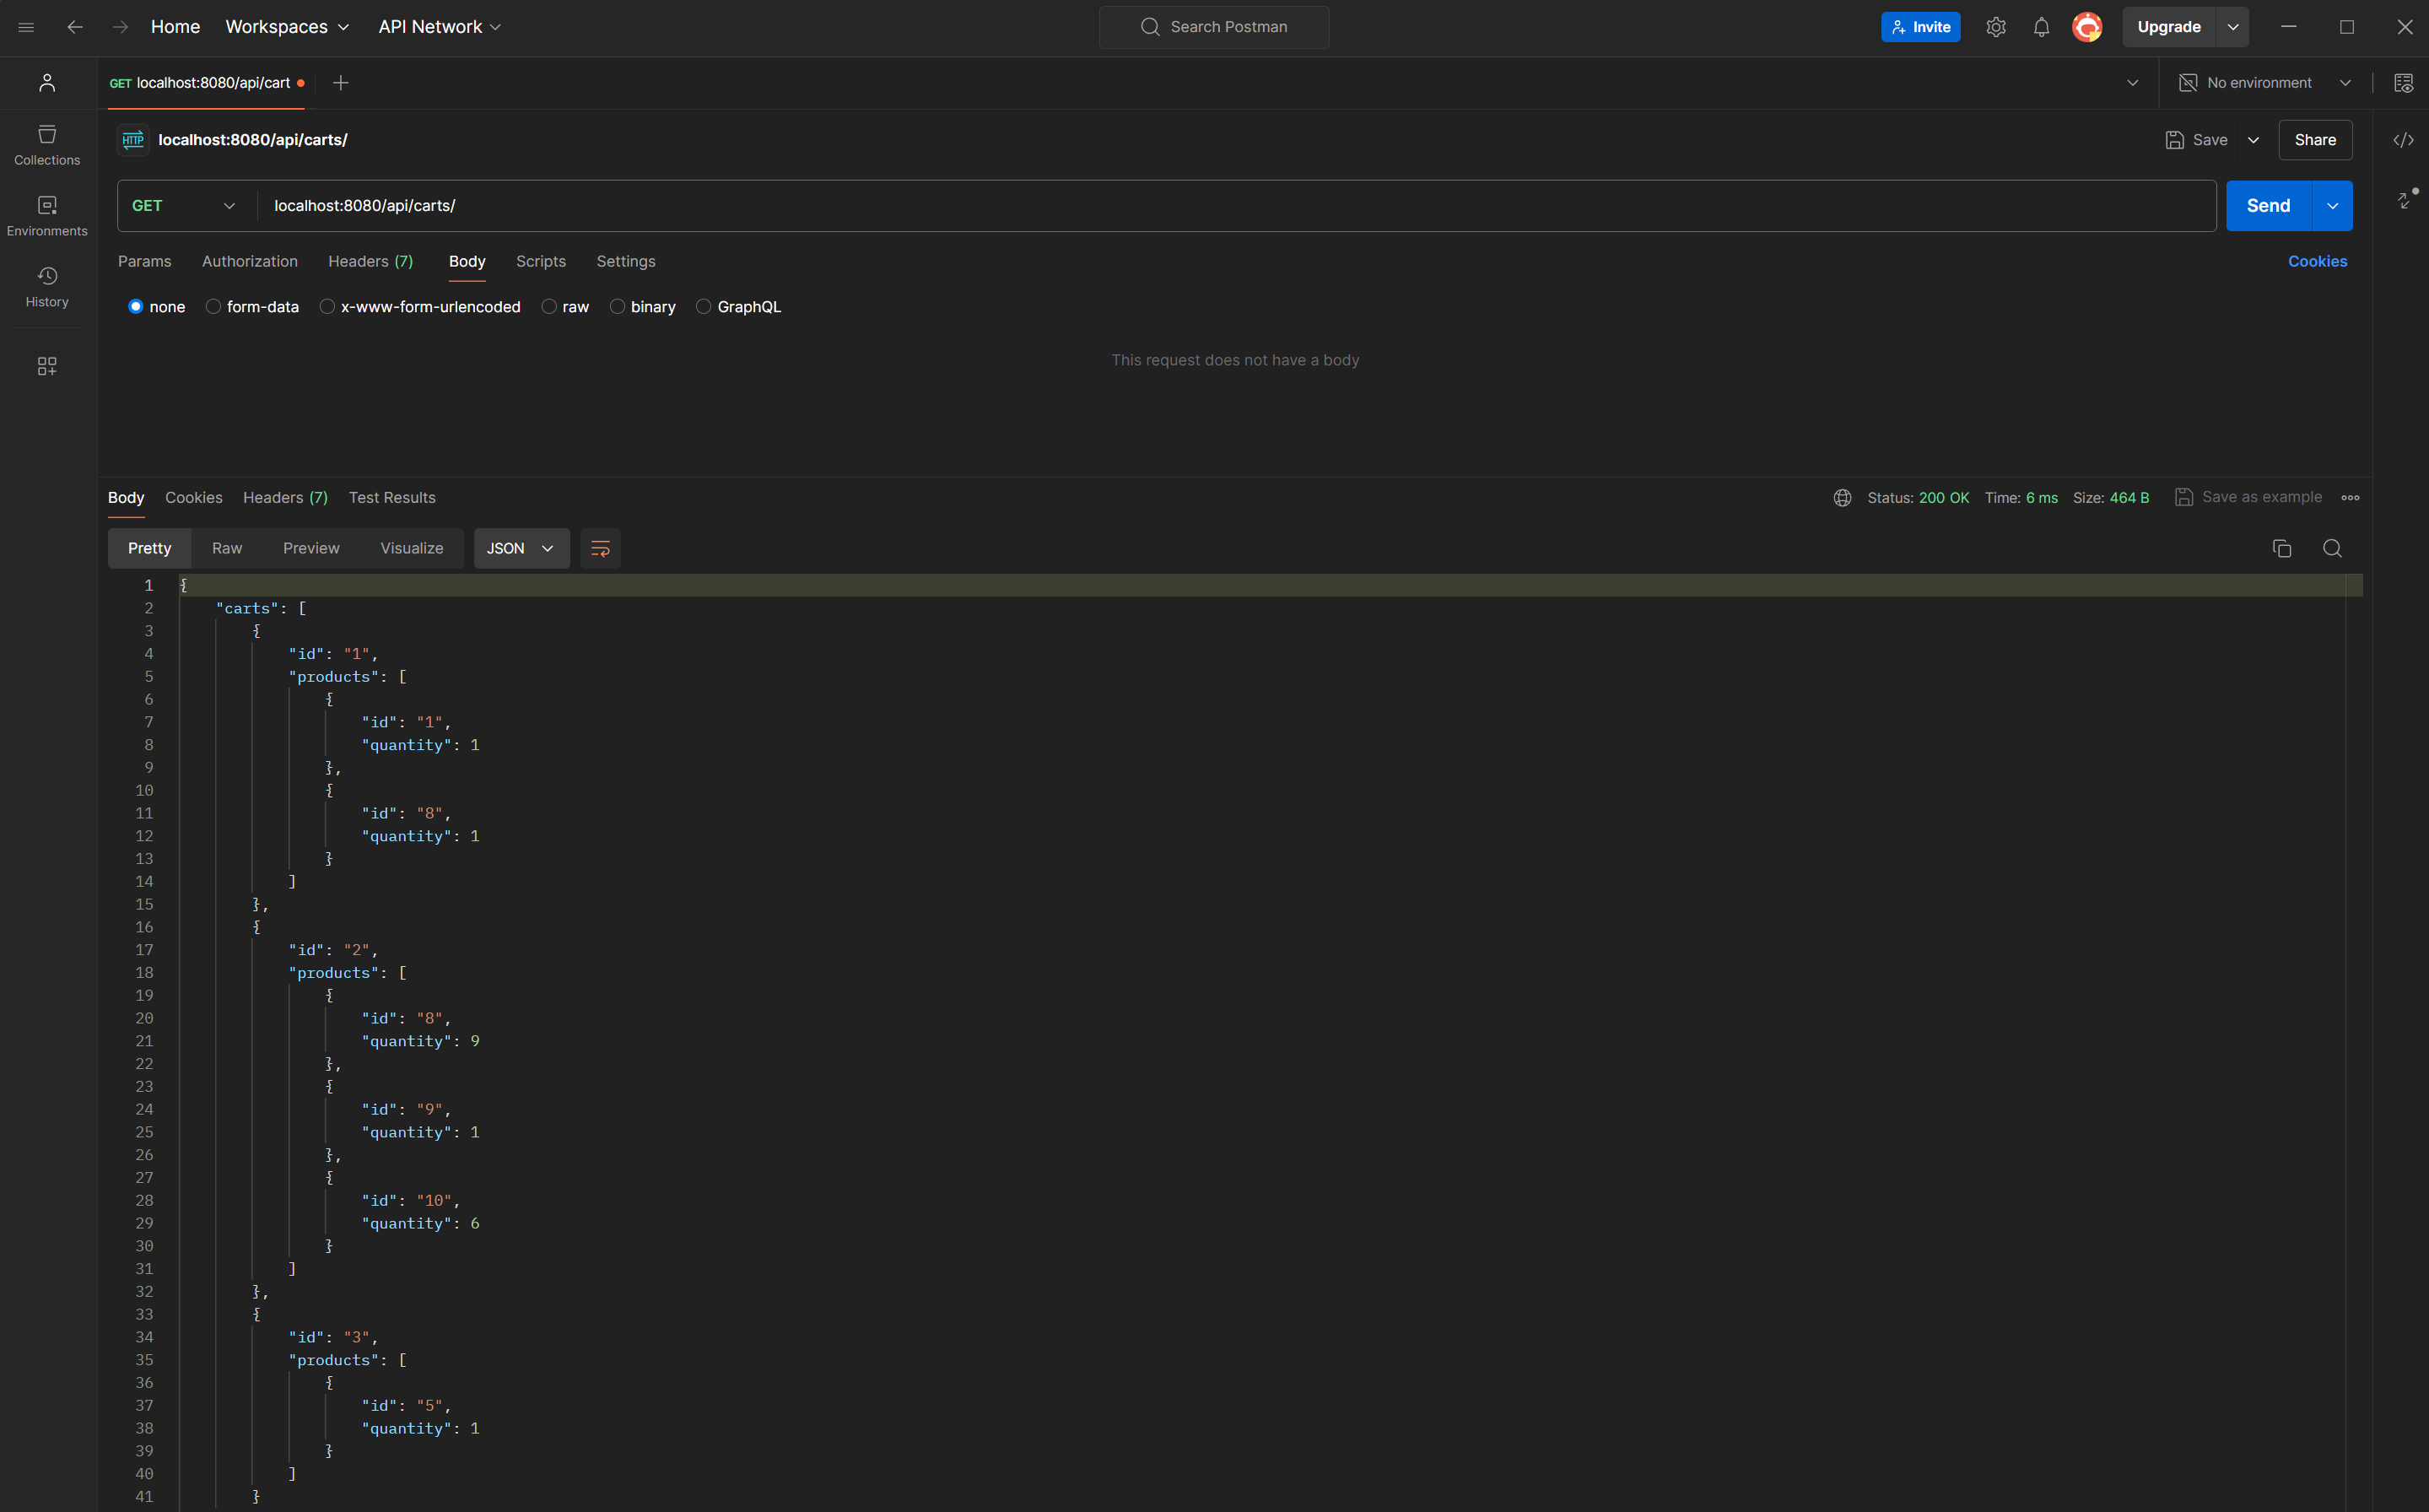 Home Workspaces API Network Search Postman Invite Upgrade
GET localhost:8080/api/cart No environment
Collections
Environments
History
HTTP localhost:8080/api/carts/ Save Share
GET localhost:8080/api/carts/ Send
Params Authorization Headers (7) Body Scripts Settings Cookies
none form-data x-www-form-urlencoded raw binary GraphQL
This request does not have a body
Body Cookies Headers (7) Test Results Status: 200 OK Time: 6 ms Size: 464 B Save as example
Pretty Raw Preview Visualize JSON
1 {
2 "carts": [
3 {
4 "id": "1",
5 "products": [
6 {
7 "id": "1",
8 "quantity": 1
9 },
10 {
11 "id": "8",
12 "quantity": 1
13 }
14 ]
15 },
16 {
17 "id": "2",
18 "products": [
19 {
20 "id": "8",
21 "quantity": 9
22 },
23 {
24 "id": "9",
25 "quantity": 1
26 },
27 {
28 "id": "10",
29 "quantity": 6
30 }
31 ]
32 },
33 {
34 "id": "3",
35 "products": [
36 {
37 "id": "5",
38 "quantity": 1
39 }
40 ]
41 }